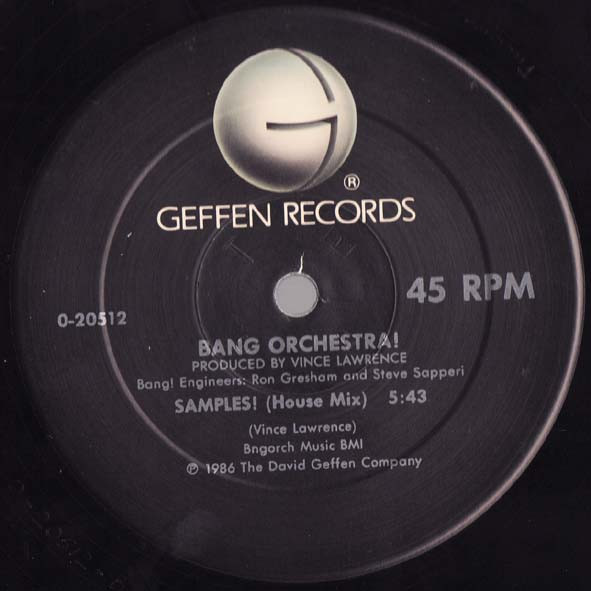 GEFFEN RECORDS ®
45 RPM
0-20512
BANG ORCHESTRA!
PRODUCED BY VINCE LAWRENCE
Bang! Engineers: Ron Gresham and Steve Sapperi
SAMPLES! (House Mix) 5:43
(Vince Lawrence)
Bngorch Music BMI
℗ 1986 The David Geffen Company